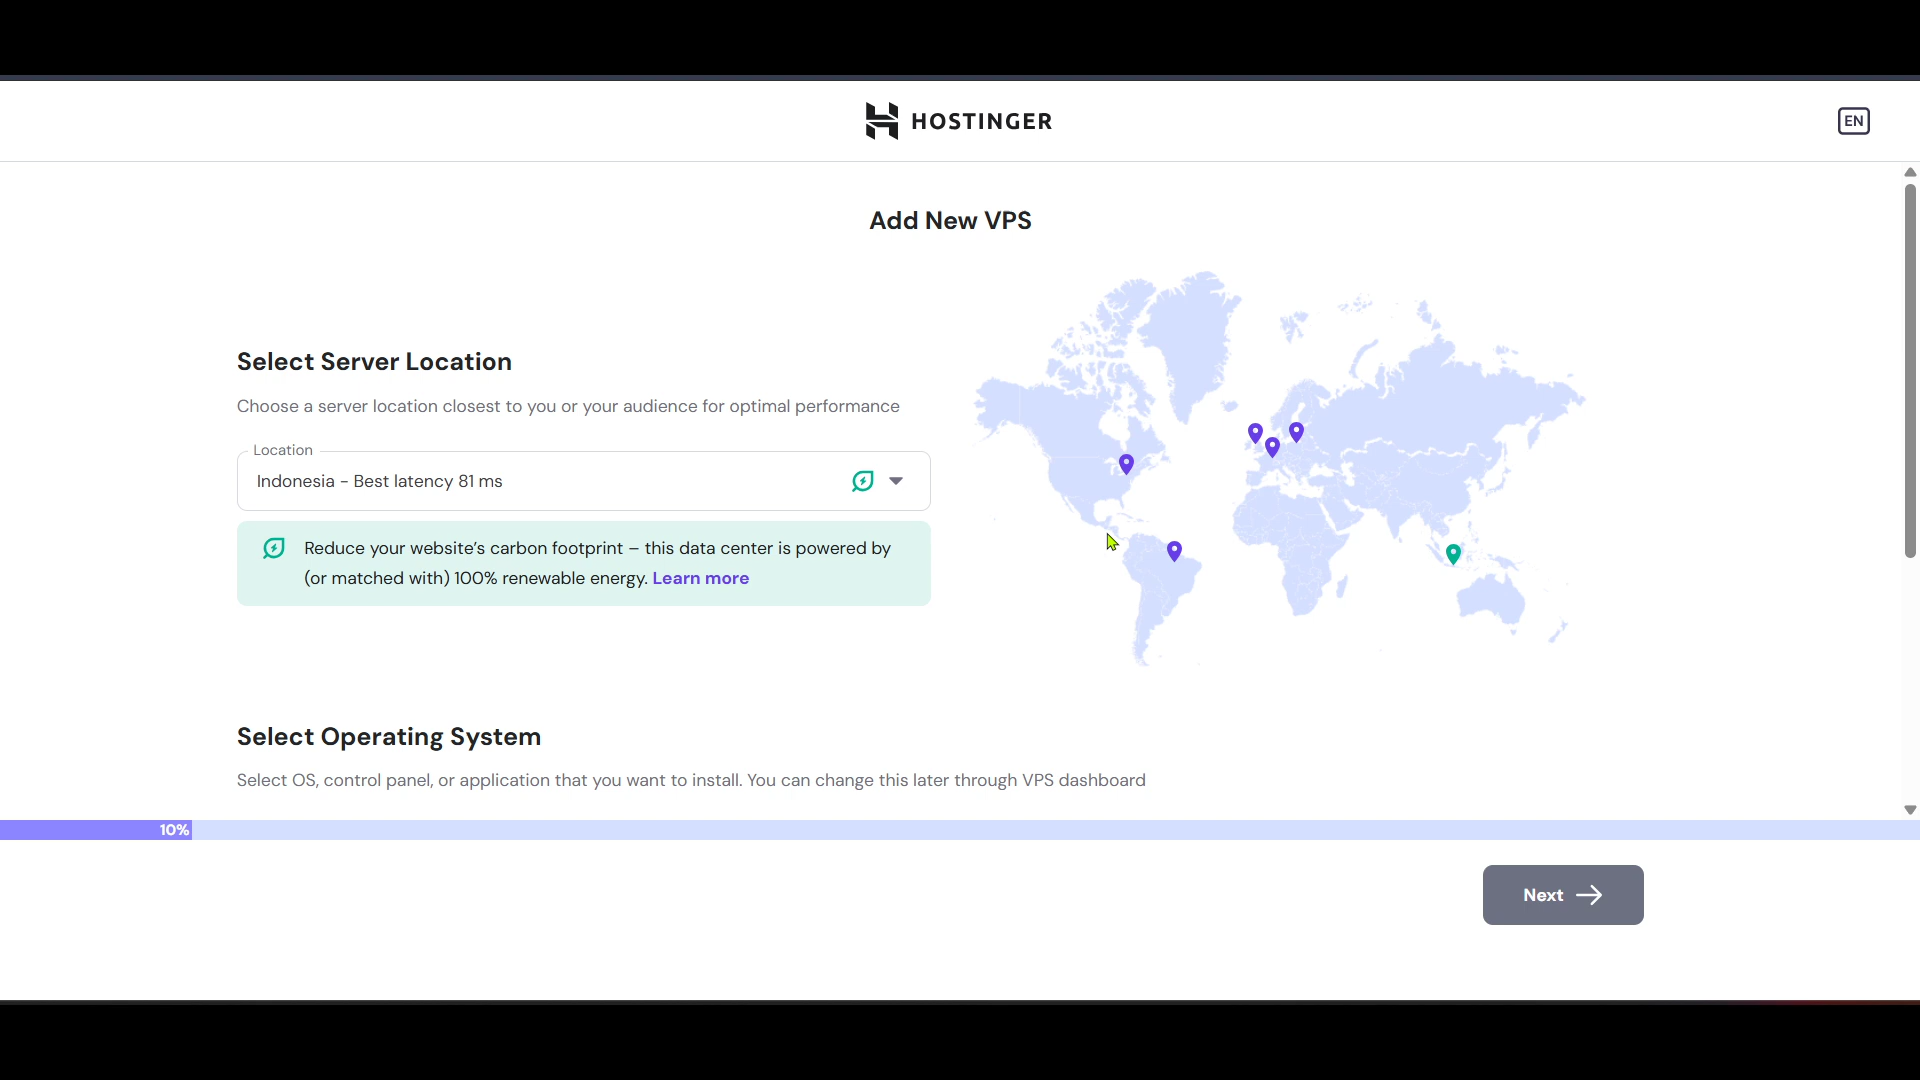 HOSTINGER
EN
Add New VPS
Select Server Location
Choose a server location closest to you or your audience for optimal performance
Location
Indonesia - Best latency 81 ms
Reduce your website’s carbon footprint – this data center is powered by
(or matched with) 100% renewable energy. Learn more
Select Operating System
Select OS, control panel, or application that you want to install. You can change this later through VPS dashboard
10%
Next